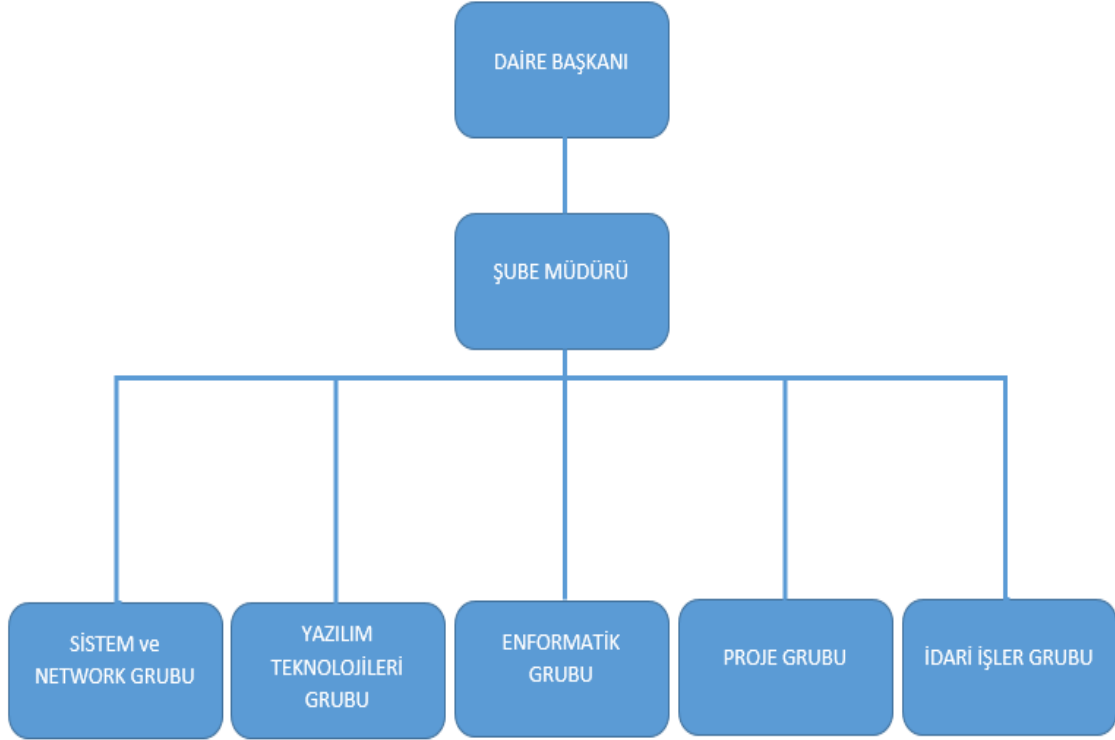 DAİRE BAŞKANI
ŞUBE MÜDÜRÜ
SİSTEM ve
NETWORK GRUBU
YAZILIM
TEKNOLOJİLERİ
GRUBU
ENFORMATİK
GRUBU
PROJE GRUBU
İDARİ İŞLER GRUBU